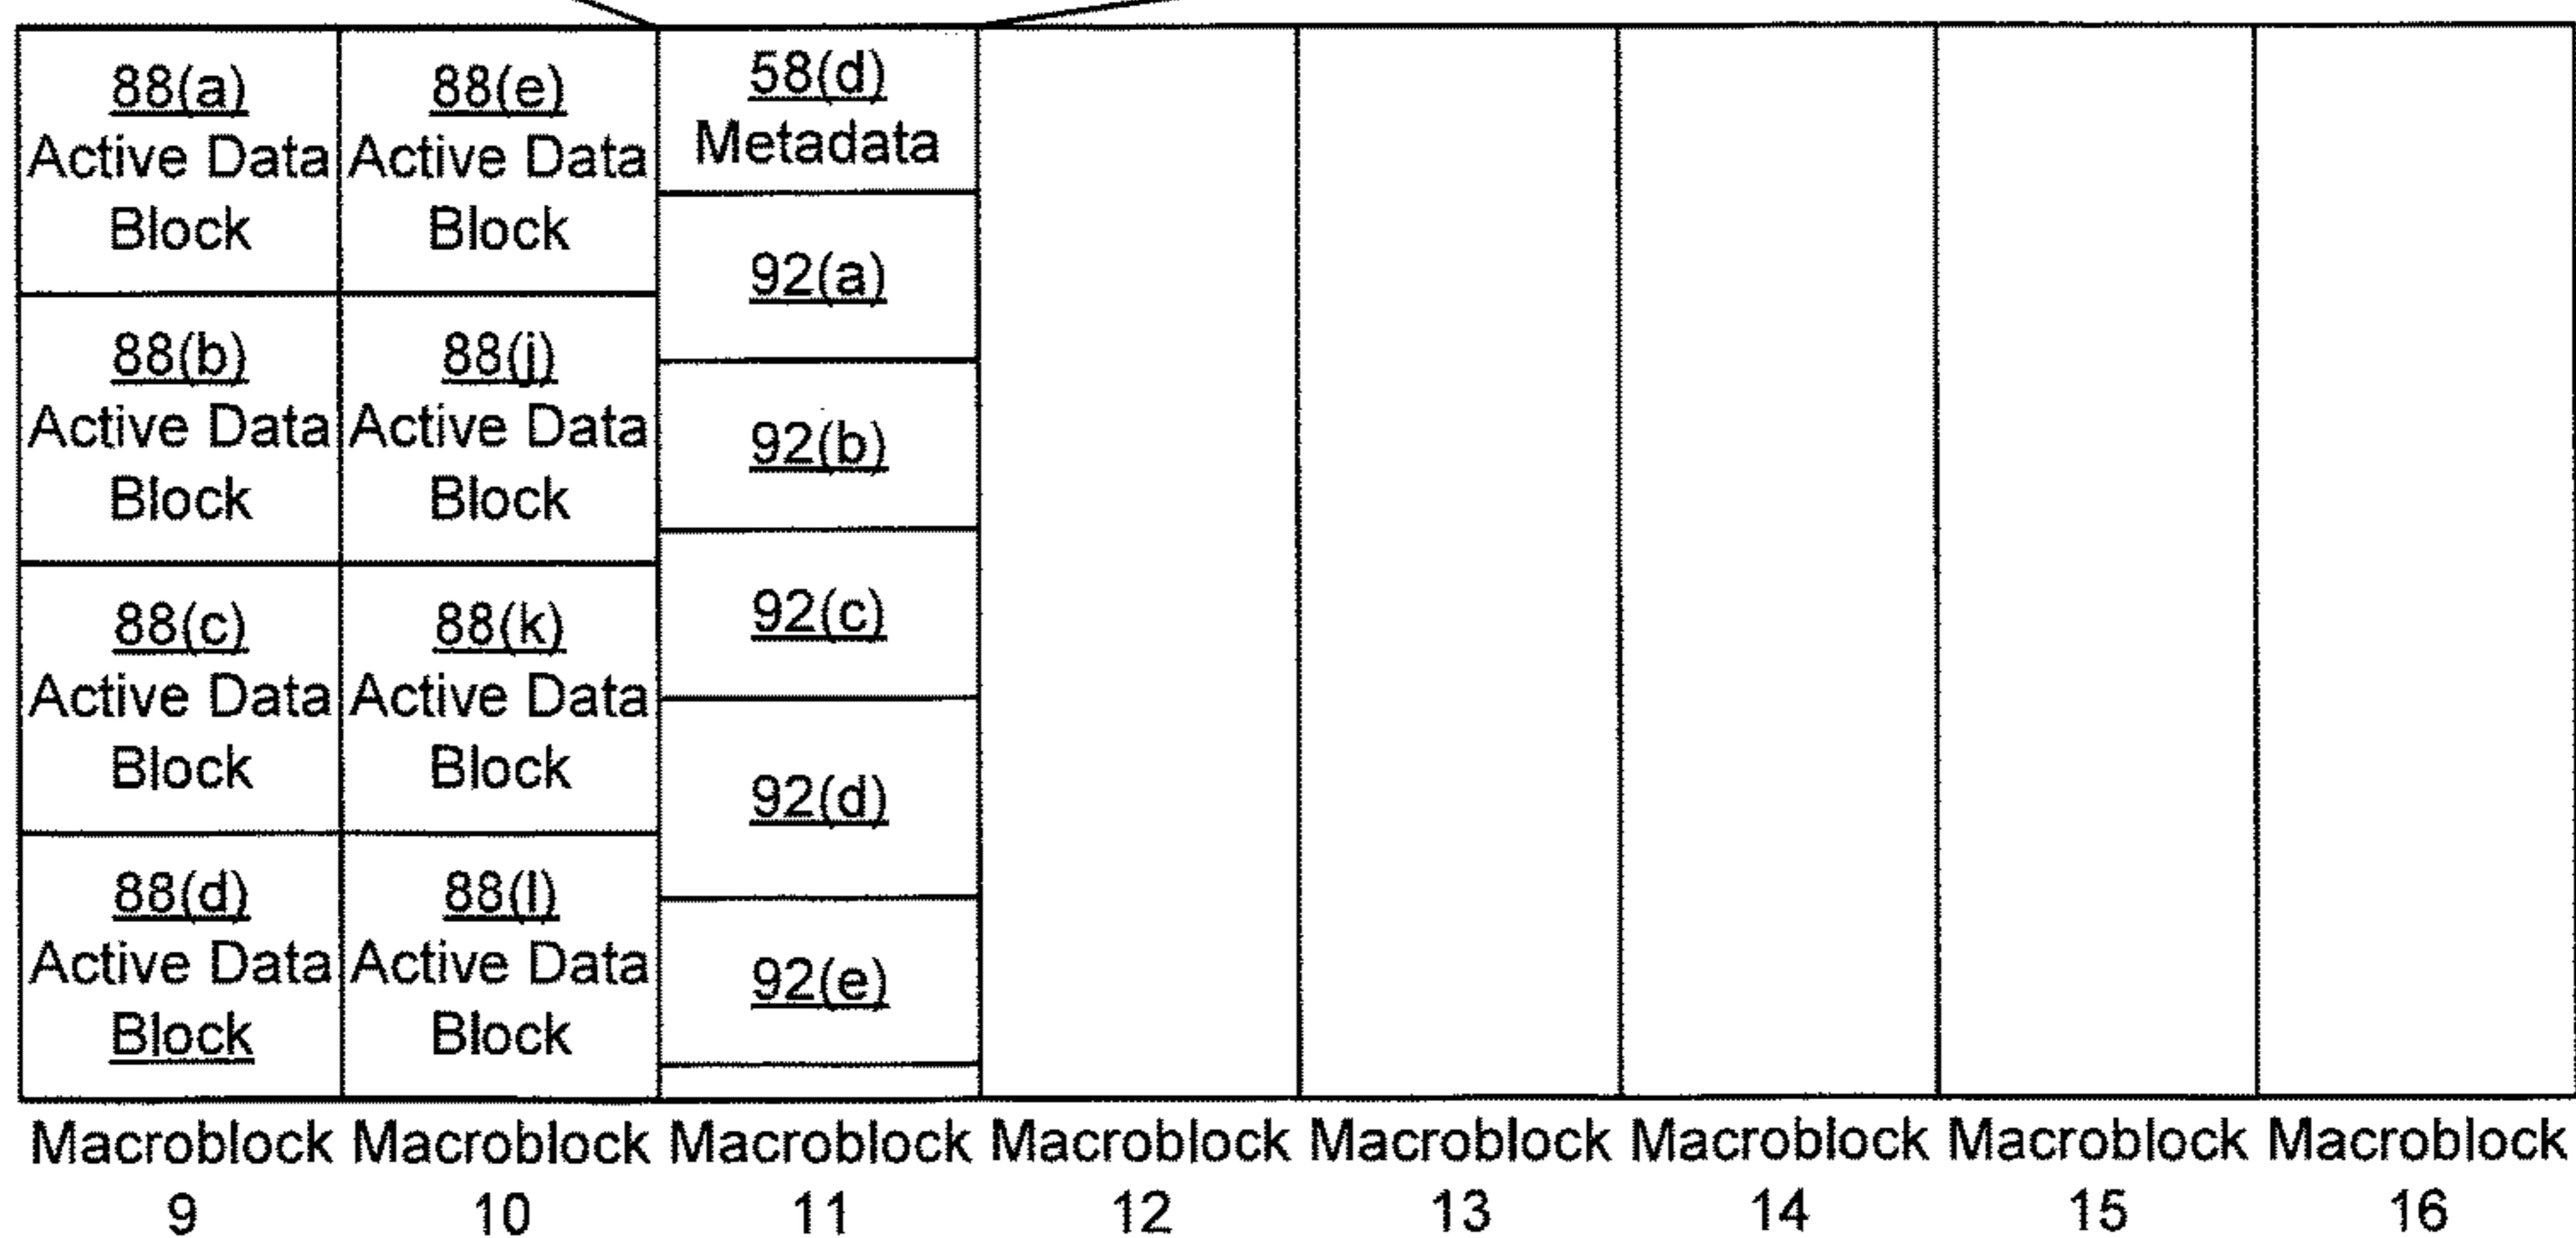 88(a)
Active Data
Block
88(b)
Active Data
Block
88(c)
Active Data
Block
88(d)
Active Data
Block
88(e)
Active Data
Block
88(j)
Active Data
Block
88(k)
Active Data
Block
88(l)
Active Data
Block
58(d)
Metadata
92(a)
92(b)
92(c)
92(d)
92(e)
Macroblock
9
Macroblock
10
Macroblock
11
Macroblock
12
Macroblock
13
Macroblock
14
Macroblock
15
Macroblock
16